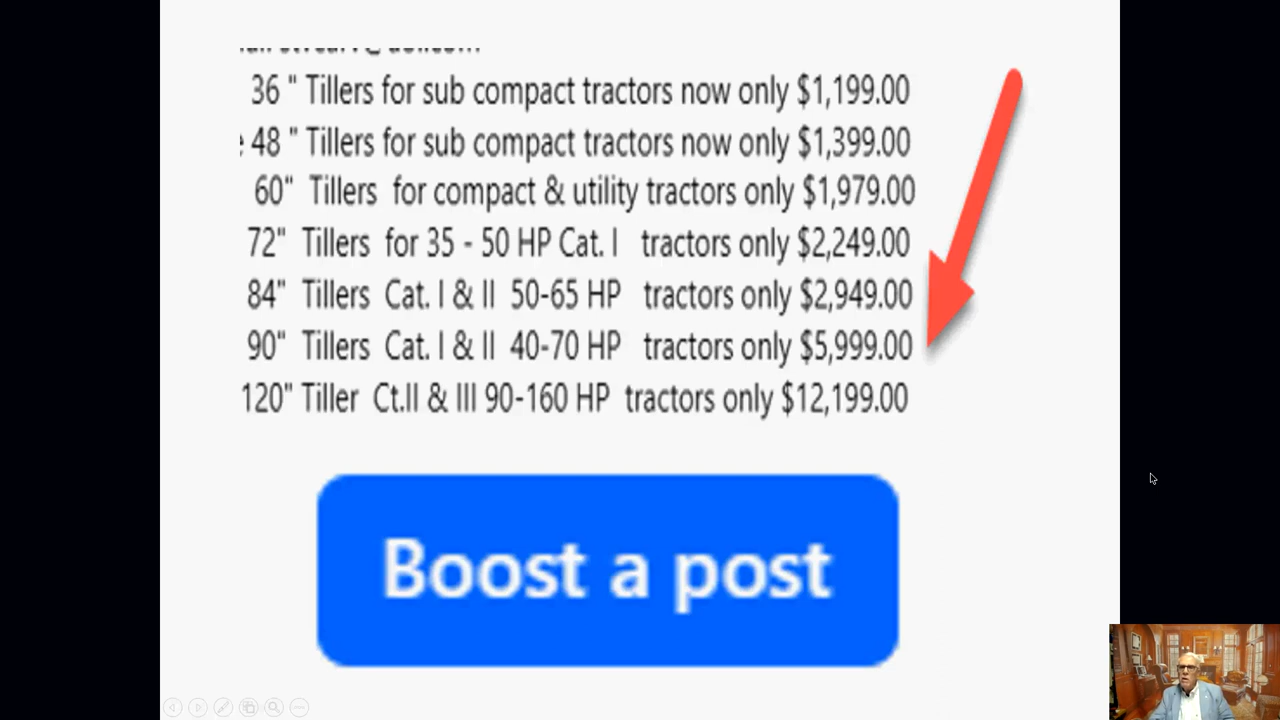 36 " Tillers for sub compact tractors now only $1,199.00
48 " Tillers for sub compact tractors now only $1,399.00
60" Tillers for compact & utility tractors only $1,979.00
72" Tillers for 35 - 50 HP Cat. I tractors only $2,249.00
84" Tillers Cat. I & II 50-65 HP tractors only $2,949.00
90" Tillers Cat. I & II 40-70 HP tractors only $5,999.00
120" Tiller Ct.II & III 90-160 HP tractors only $12,199.00
Boost a post